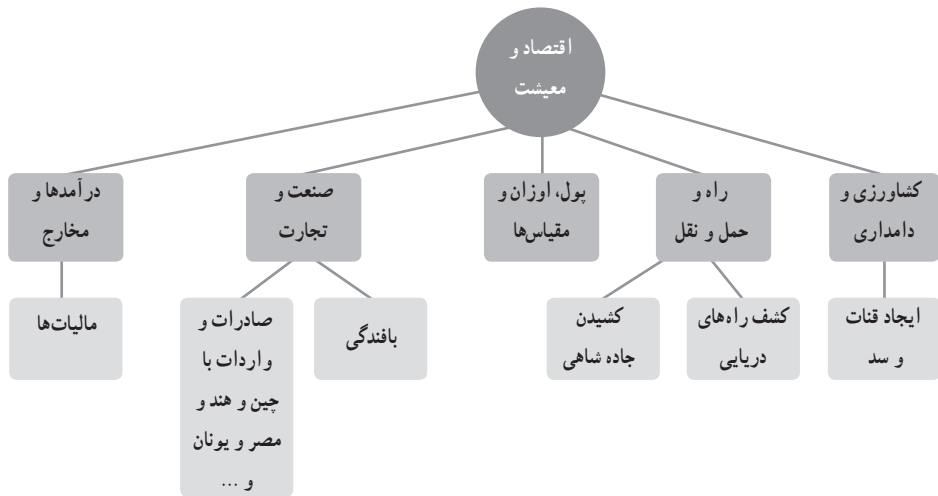 اقتصاد و
معیشت
کشاورزی و
دامداری
راه و
حمل و نقل
پول، اوزان و
مقیاس‌ها
صنعت و
تجارت
درآمدها و
مخارج
ایجاد قنات
و سد
کشف راه‌های
دریایی
کشیدن
جاده شاهی
بافندگی
صادرات و
واردات با
چین و هند و
مصر و یونان
و ...
مالیات‌ها